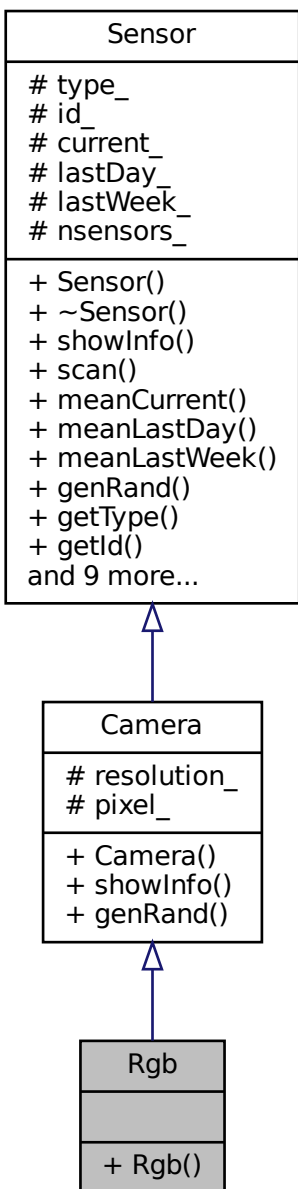 Sensor
# type_
# id_
# current_
# lastDay_
# lastWeek_
# nsensors_
+ Sensor()
+ ~Sensor()
+ showInfo()
+ scan()
+ meanCurrent()
+ meanLastDay()
+ meanLastWeek()
+ genRand()
+ getType()
+ getId()
and 9 more...
Camera
# resolution_
# pixel_
+ Camera()
+ showInfo()
+ genRand()
Rgb
+ Rgb()